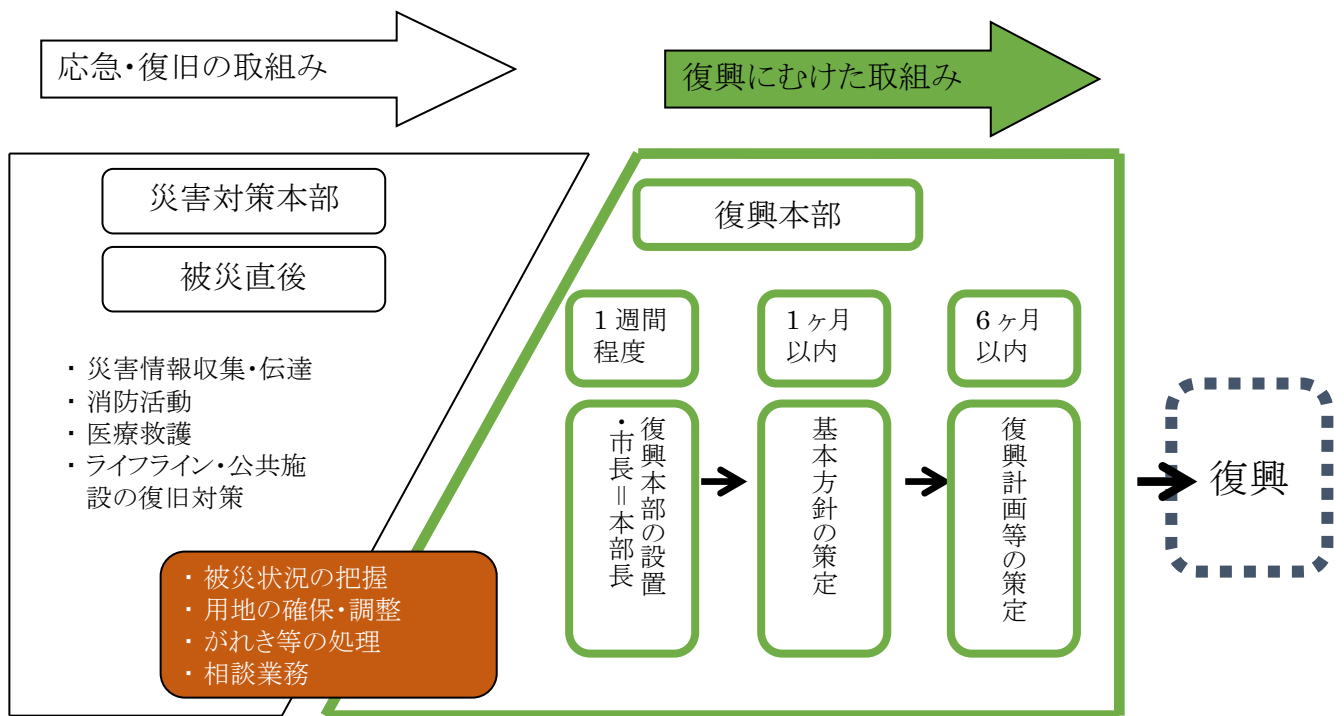 応急・復旧の取組み
復興にむけた取組み
災害対策本部
被災直後
・災害情報収集・伝達
・消防活動
・医療救護
・ライフライン・公共施
設の復旧対策
・被災状況の把握
・用地の確保・調整
・がれき等の処理
・相談業務
復興本部
1 週間
程度
1 ヶ月
以内
6 ヶ月
以内
復興本部の設置
・市長＝本部長
基本方針の策定
復興計画等の策定
復興